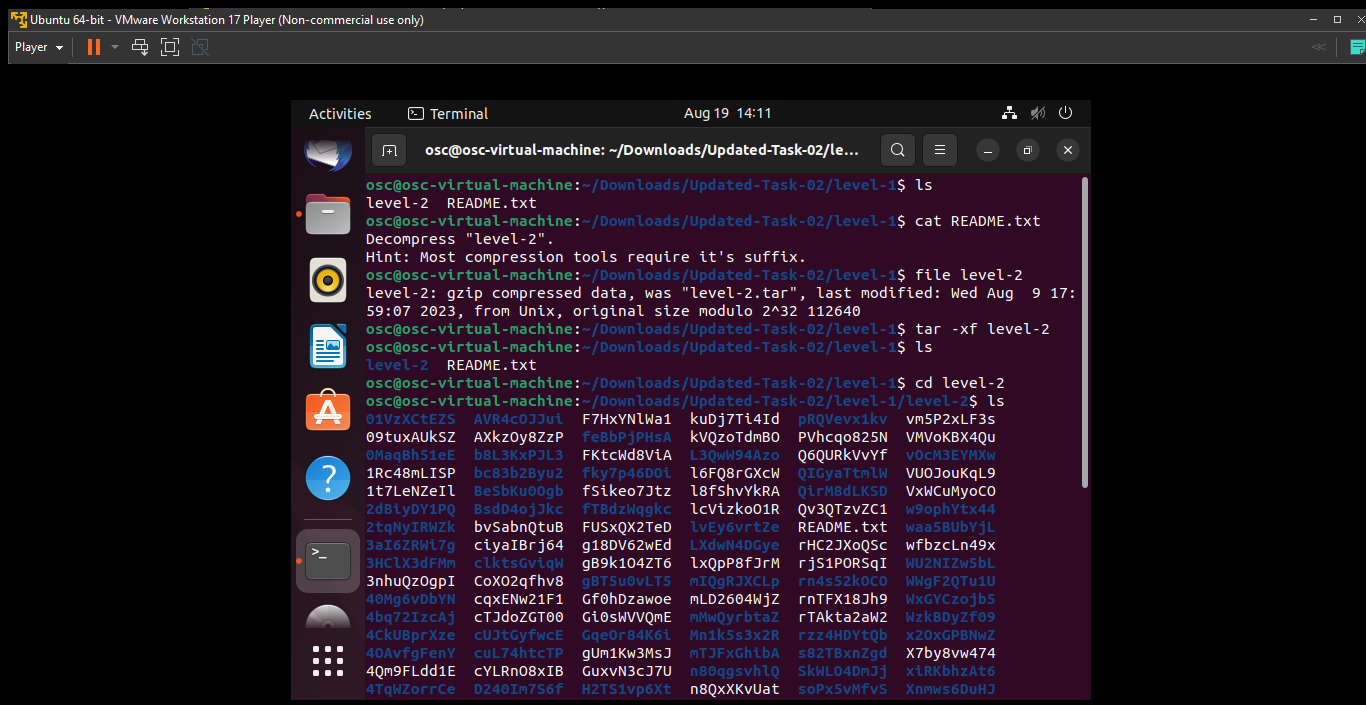 Ubuntu 64-bit - VMware Workstation 17 Player (Non-commercial use only)
Player
Activities Terminal Aug 19 14:11
osc@osc-virtual-machine: ~/Downloads/Updated-Task-02/le...
osc@osc-virtual-machine:~/Downloads/Updated-Task-02/level-1$ ls
level-2 README.txt
osc@osc-virtual-machine:~/Downloads/Updated-Task-02/level-1$ cat README.txt
Decompress "level-2".
Hint: Most compression tools require it's suffix.
osc@osc-virtual-machine:~/Downloads/Updated-Task-02/level-1$ file level-2
level-2: gzip compressed data, was "level-2.tar", last modified: Wed Aug  9 17:
59:07 2023, from Unix, original size modulo 2^32 112640
osc@osc-virtual-machine:~/Downloads/Updated-Task-02/level-1$ tar -xf level-2
osc@osc-virtual-machine:~/Downloads/Updated-Task-02/level-1$ ls
level-2 README.txt
osc@osc-virtual-machine:~/Downloads/Updated-Task-02/level-1$ cd level-2
osc@osc-virtual-machine:~/Downloads/Updated-Task-02/level-1/level-2$ ls
01VzXCtEZS AVR4cOJJui F7HxYNlWa1 kuDj7Ti4Id pRQVevx1kv vm5P2xLF3s
09tuxAUkSZ AXkzOy8ZzP feBbPjPHsA kVQzoTdmBO PVhcqo825N VMVoKBX4Qu
0MaqBh51eE b8L3KxPJL3 FKtcWd8ViA L3QwW94Azo Q6QURkVvYf vOcM3EYMXw
1Rc48mLISP bc83b2Byu2 fky7p46DOi l6FQ8rGXcW QIGyaTtmlW VUOJouKqL9
1t7LeNZeIl BeSbKu0Ogb fSikeo7Jtz l8fShvYkRA QirM8dLKSD VxWCuMyoCO
2dBiyDY1PQ BsdD4ojJkc fTBdzWqgkc lcVizkoO1R Qv3QTzvZC1 w9ophYtx44
2tqNyIRWZk bvSabnQtuB FUSxQX2TeD lvEy6vrtZe README.txt waa5BUbYjL
3aI6ZRWi7g ciyaIBrj64 g18DV62wEd LXdwN4DGye rHC2JXoQSc wfbzcLn49x
3HClX3dFMm clktsGviqW gB9k1O4ZT6 lxQpP8fJrM rjS1PORSqI WU2NIZw5bL
3nhuQzOgpI CoXO2qfhv8 gBT5u0vLT5 mIQgRJXCLp rn4s52kOCO WWgF2QTu1U
40Mg6vDbYN cqxENw21F1 Gf0hDzawoe mLD2604WjZ rnTFX18Jh9 WxGYCzojb5
4bq72IzcAj cTJdoZGT00 Gi0sWVVQmE mMwQyrbtaZ rTAkta2aW2 WzkBDyZf09
4CkUBprXze cUJtGyfwcE GqeOr84K6i Mn1k5s3x2R rzz4HDYtQb x2OxGPBNwZ
4OAvfgFenY cuL74htcTP gUm1Kw3MsJ mTJFxGhibA s82TBxnZgd X7by8vw474
4Qm9FLdd1E cYLRnO8xIB GuxvN3cJ7U n80qgsvhlQ SkWLO4DmJj xiRKbhzAt6
4TqWZorrCe D240Im7S6f H2TS1vp6Xt n8QxXKvUat soPx5vMfvS Xnmws6DuHJ